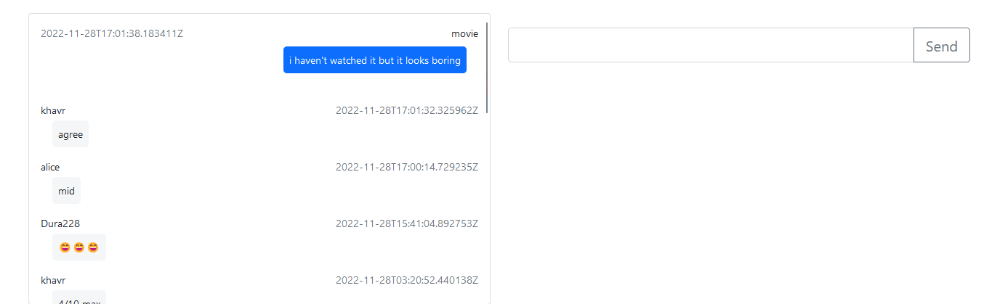 2022-11-28T17:01:38.183411Z movie
i haven't watched it but it looks boring
Send
khavr 2022-11-28T17:01:32.325962Z
agree
alice 2022-11-28T17:00:14.729235Z
mid
Dura228 2022-11-28T15:41:04.892753Z
😄😄😄
khavr 2022-11-28T03:20:52.440138Z
4/10 max